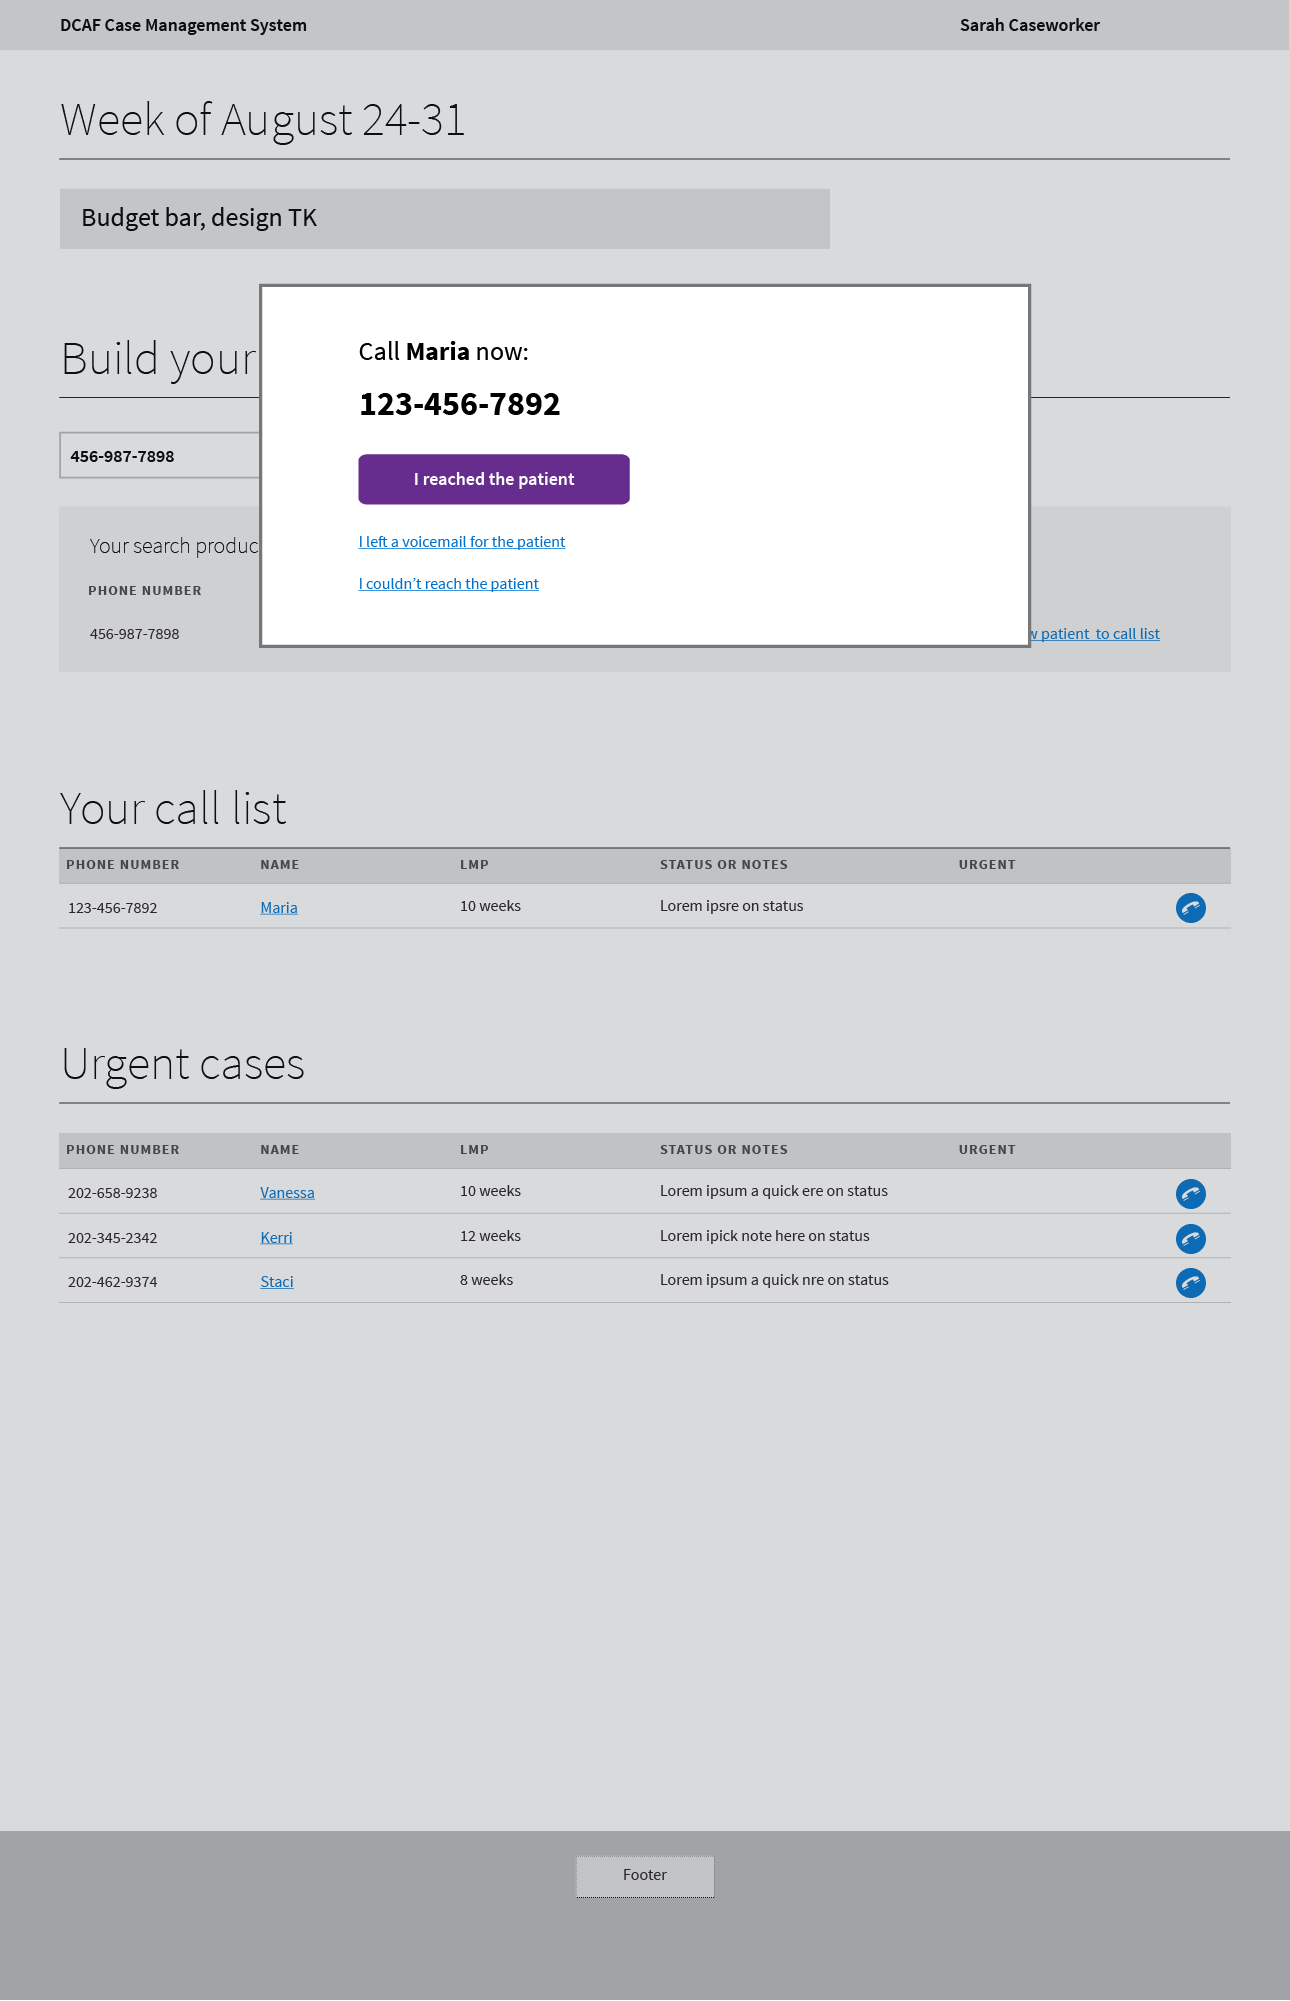 DCAF Case Management System
Sarah Caseworker
Week of August 24-31
Budget bar, design TK
Build your
Call Maria now:
123-456-7892
I reached the patient
I left a voicemail for the patient
I couldn't reach the patient
456-987-7898
Your search
PHONE NUMBER
456-987-7898 patient to call list
Your call list
PHONE NUMBER NAME LMP STATUS OR NOTES URGENT
123-456-7892 Maria 10 weeks Lorem ipsre on status
Urgent cases
PHONE NUMBER NAME LMP STATUS OR NOTES URGENT
202-658-9238 Vanessa 10 weeks Lorem ipsum a quick ere on status
202-345-2342 Kerri 12 weeks Lorem ipick note here on status
202-462-9374 Staci 8 weeks Lorem ipsum a quick nre on status
Footer